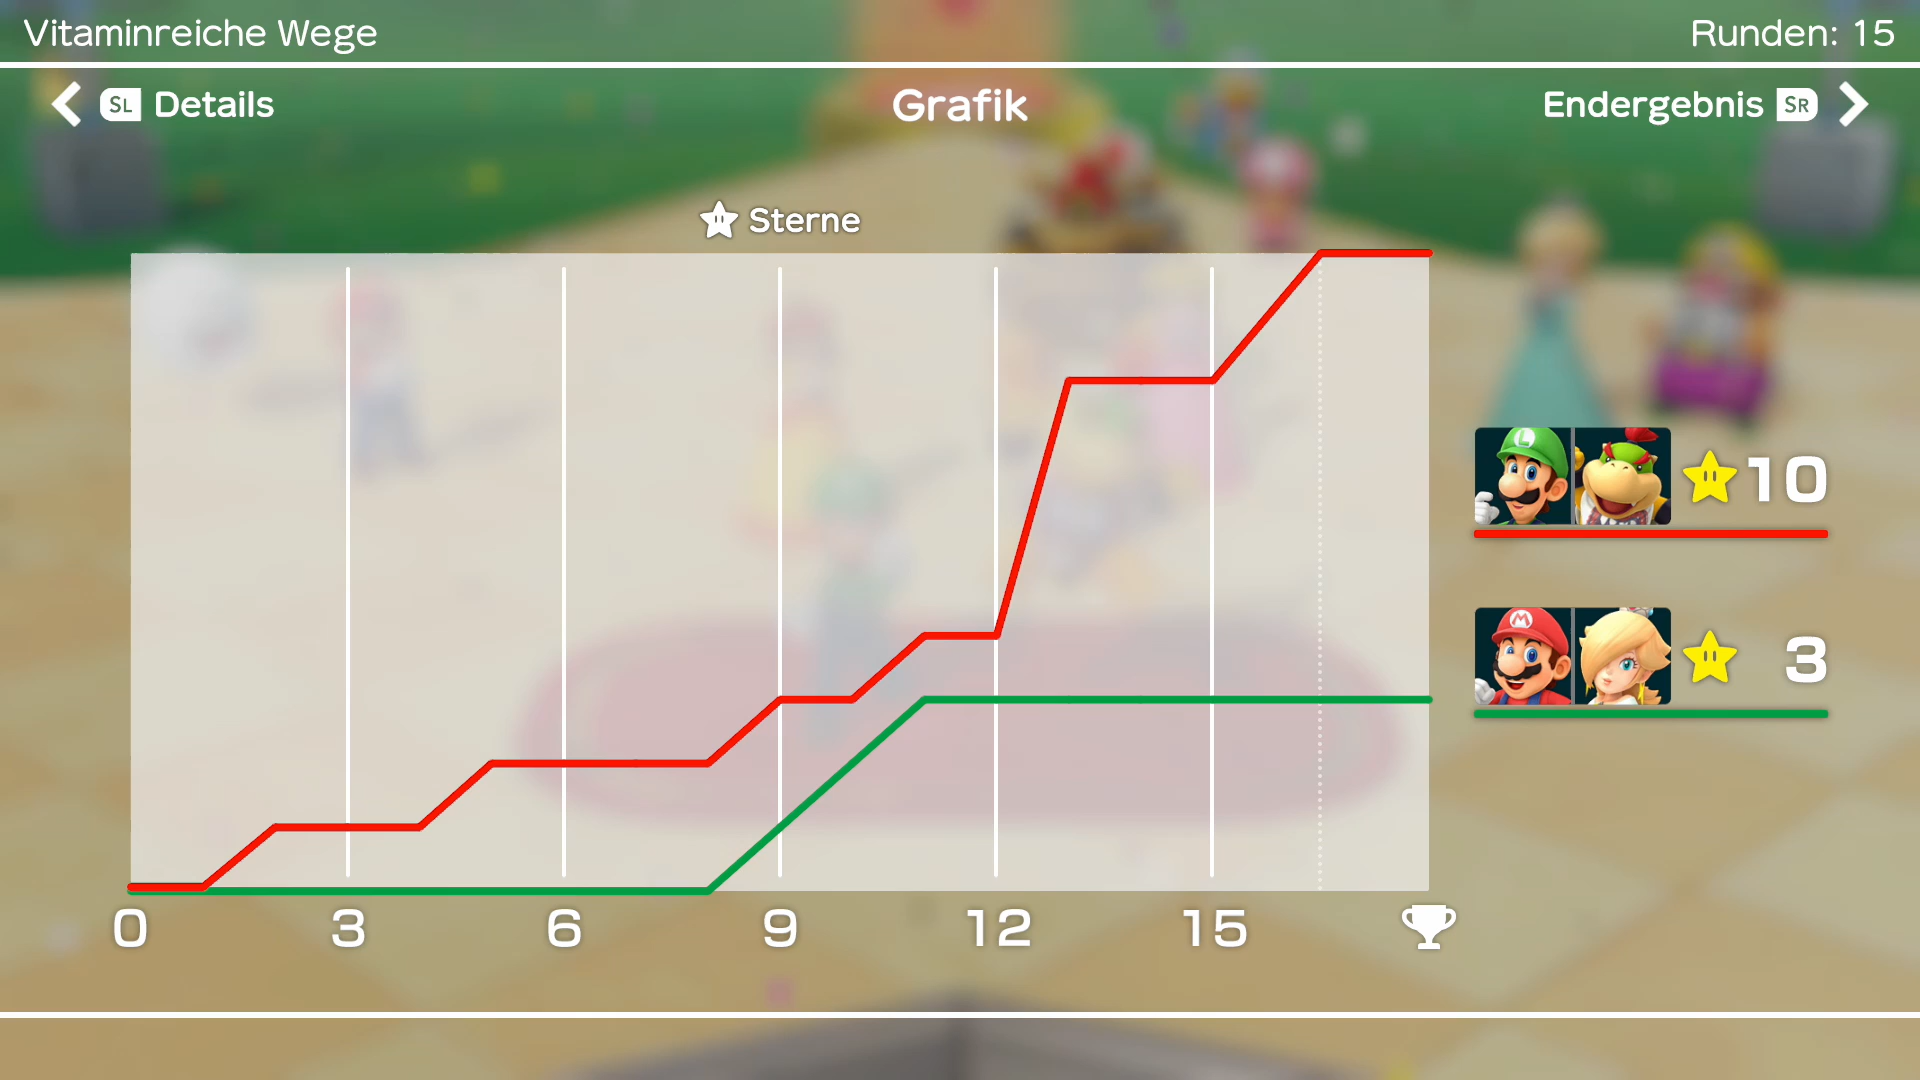 Vitaminreiche Wege
Runden: 15
SL Details
Grafik
Endergebnis SR
Sterne
10
3
0 3 6 9 12 15